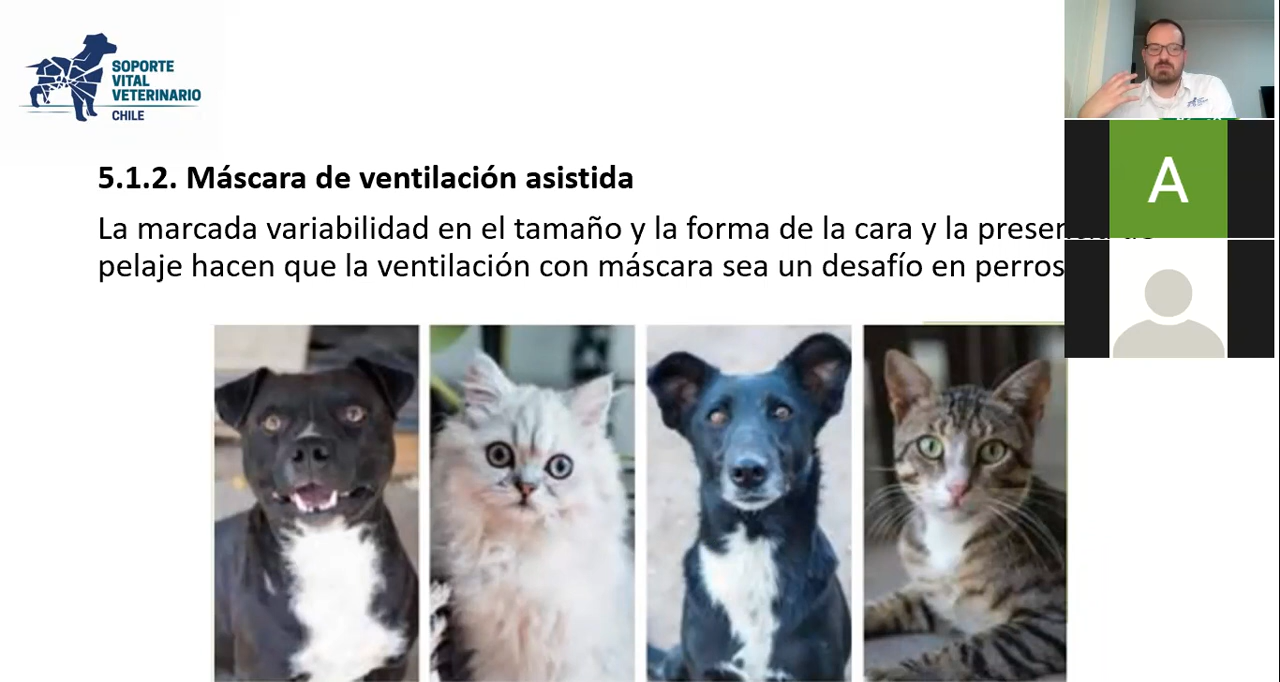 SOPORTE
VITAL
VETERINARIO
CHILE
5.1.2. Máscara de ventilación asistida
La marcada variabilidad en el tamaño y la forma de la cara y la
pelaje hacen que la ventilación con máscara sea un desafío en perros
A